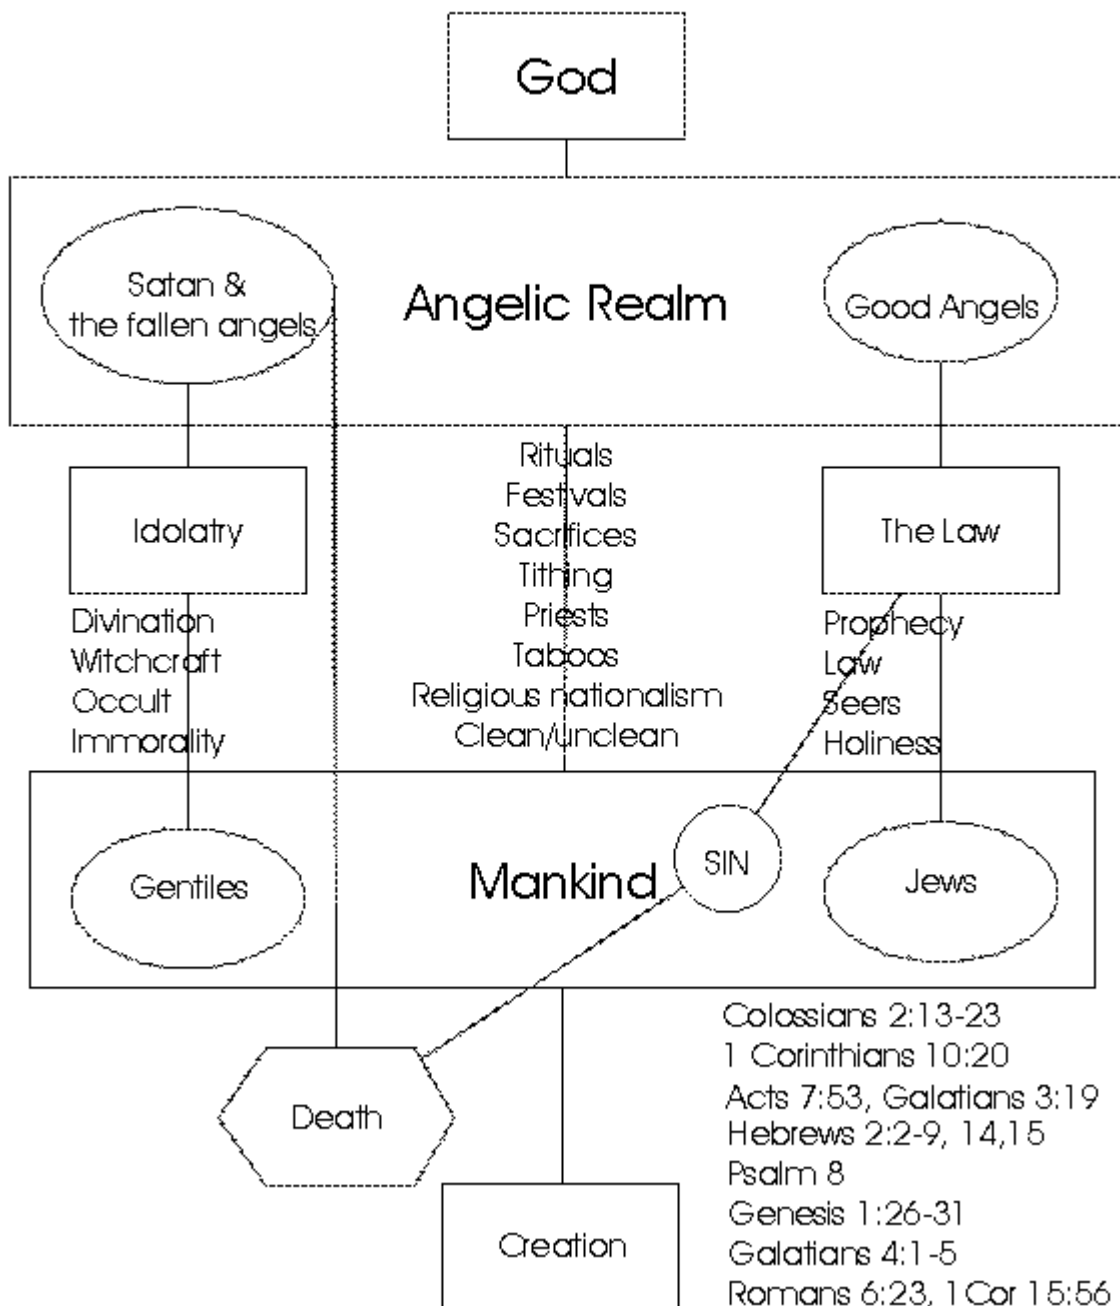 God
Satan &
the fallen angels
Angelic Realm
Good Angels
Rituals
Festivals
Sacrifices
Tithing
Priests
Taboos
Religious nationalism
Clean/unclean
Idolatry
The Law
Divination
Witchcraft
Occult
Immorality
Prophecy
Law
Seers
Holiness
Gentiles
Mankind
SIN
Jews
Death
Creation
Colossians 2:13-23
1 Corinthians 10:20
Acts 7:53, Galatians 3:19
Hebrews 2:2-9, 14,15
Psalm 8
Genesis 1:26-31
Galatians 4:1-5
Romans 6:23, 1Cor 15:56